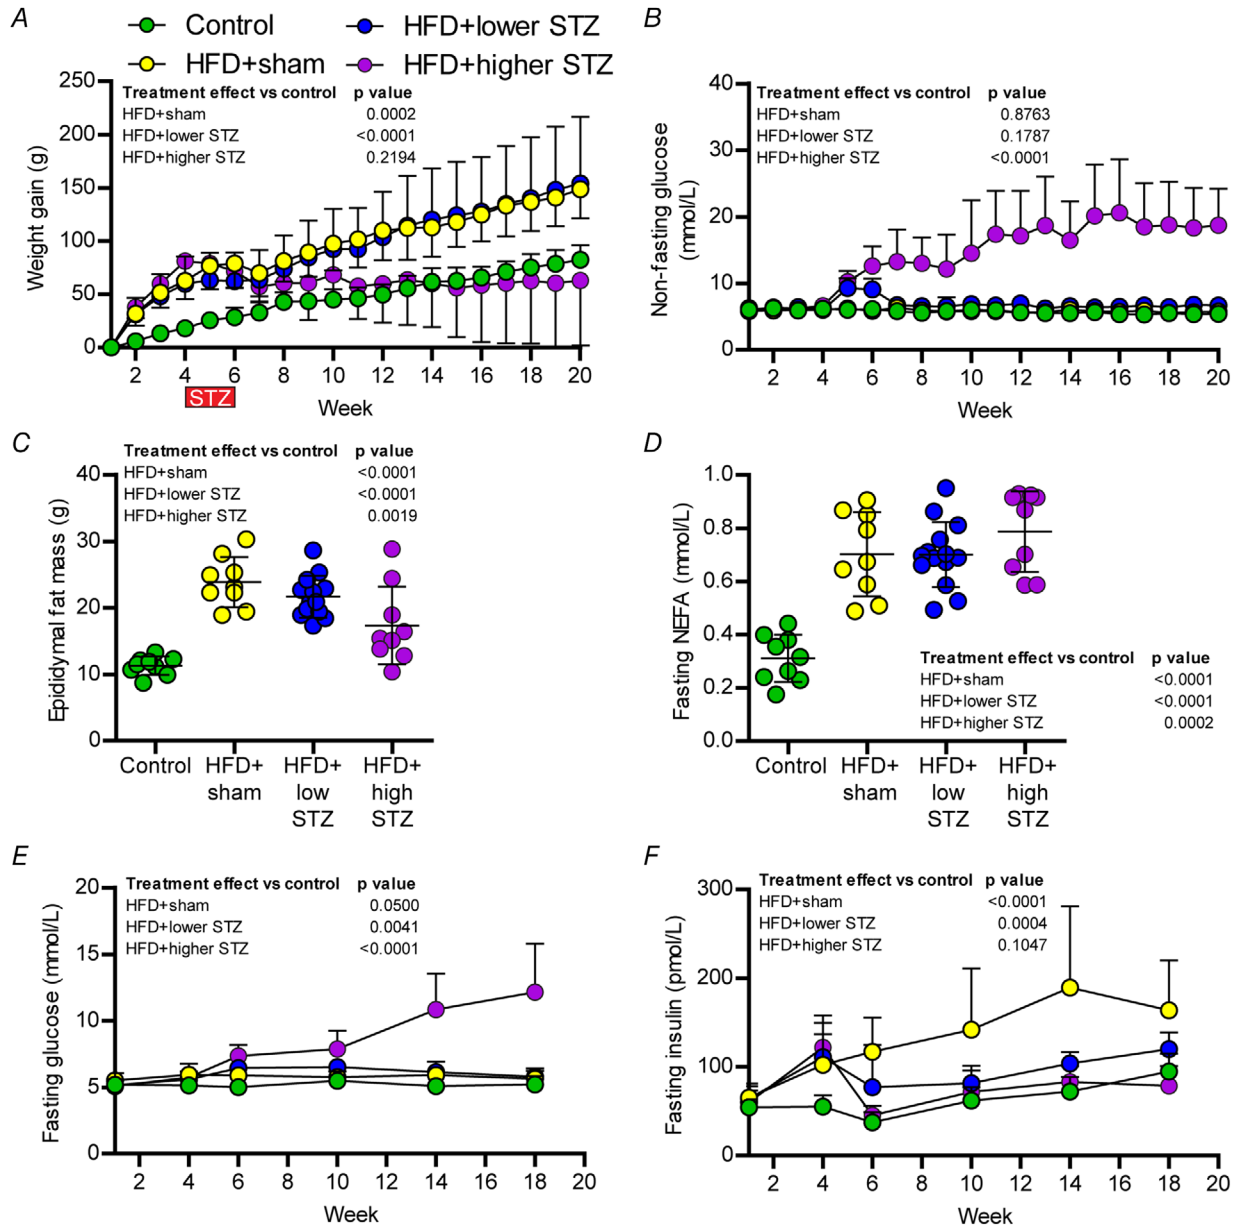 A
Control
HFD+lower STZ
HFD+sham
HFD+higher STZ
Weight gain (g)
250
200
150
100
50
0
Treatment effect vs control p value
HFD+sham 0.0002
HFD+lower STZ <0.0001
HFD+higher STZ 0.2194
2 4 6 8 10 12 14 16 18 20
STZ
Week
B
Non-fasting glucose
(mmol/L)
40
30
20
10
0
Treatment effect vs control p value
HFD+sham 0.8763
HFD+lower STZ 0.1787
HFD+higher STZ <0.0001
2 4 6 8 10 12 14 16 18 20
Week
C
Epididymal fat mass (g)
40
30
20
10
0
Treatment effect vs control p value
HFD+sham <0.0001
HFD+lower STZ <0.0001
HFD+higher STZ 0.0019
Control HFD+ HFD+ HFD+
sham low high
STZ STZ
D
Fasting NEFA (mmol/L)
1.0
0.8
0.6
0.4
0.2
0.0
Treatment effect vs control p value
HFD+sham <0.0001
HFD+lower STZ <0.0001
HFD+higher STZ 0.0002
Control HFD+ HFD+ HFD+
sham low high
STZ STZ
E
Fasting glucose (mmol/L)
20
15
10
5
0
Treatment effect vs control p value
HFD+sham 0.0500
HFD+lower STZ 0.0041
HFD+higher STZ <0.0001
2 4 6 8 10 12 14 16 18 20
Week
F
Fasting insulin (pmol/L)
300
200
100
0
Treatment effect vs control p value
HFD+sham <0.0001
HFD+lower STZ 0.0004
HFD+higher STZ 0.1047
2 4 6 8 10 12 14 16 18 20
Week